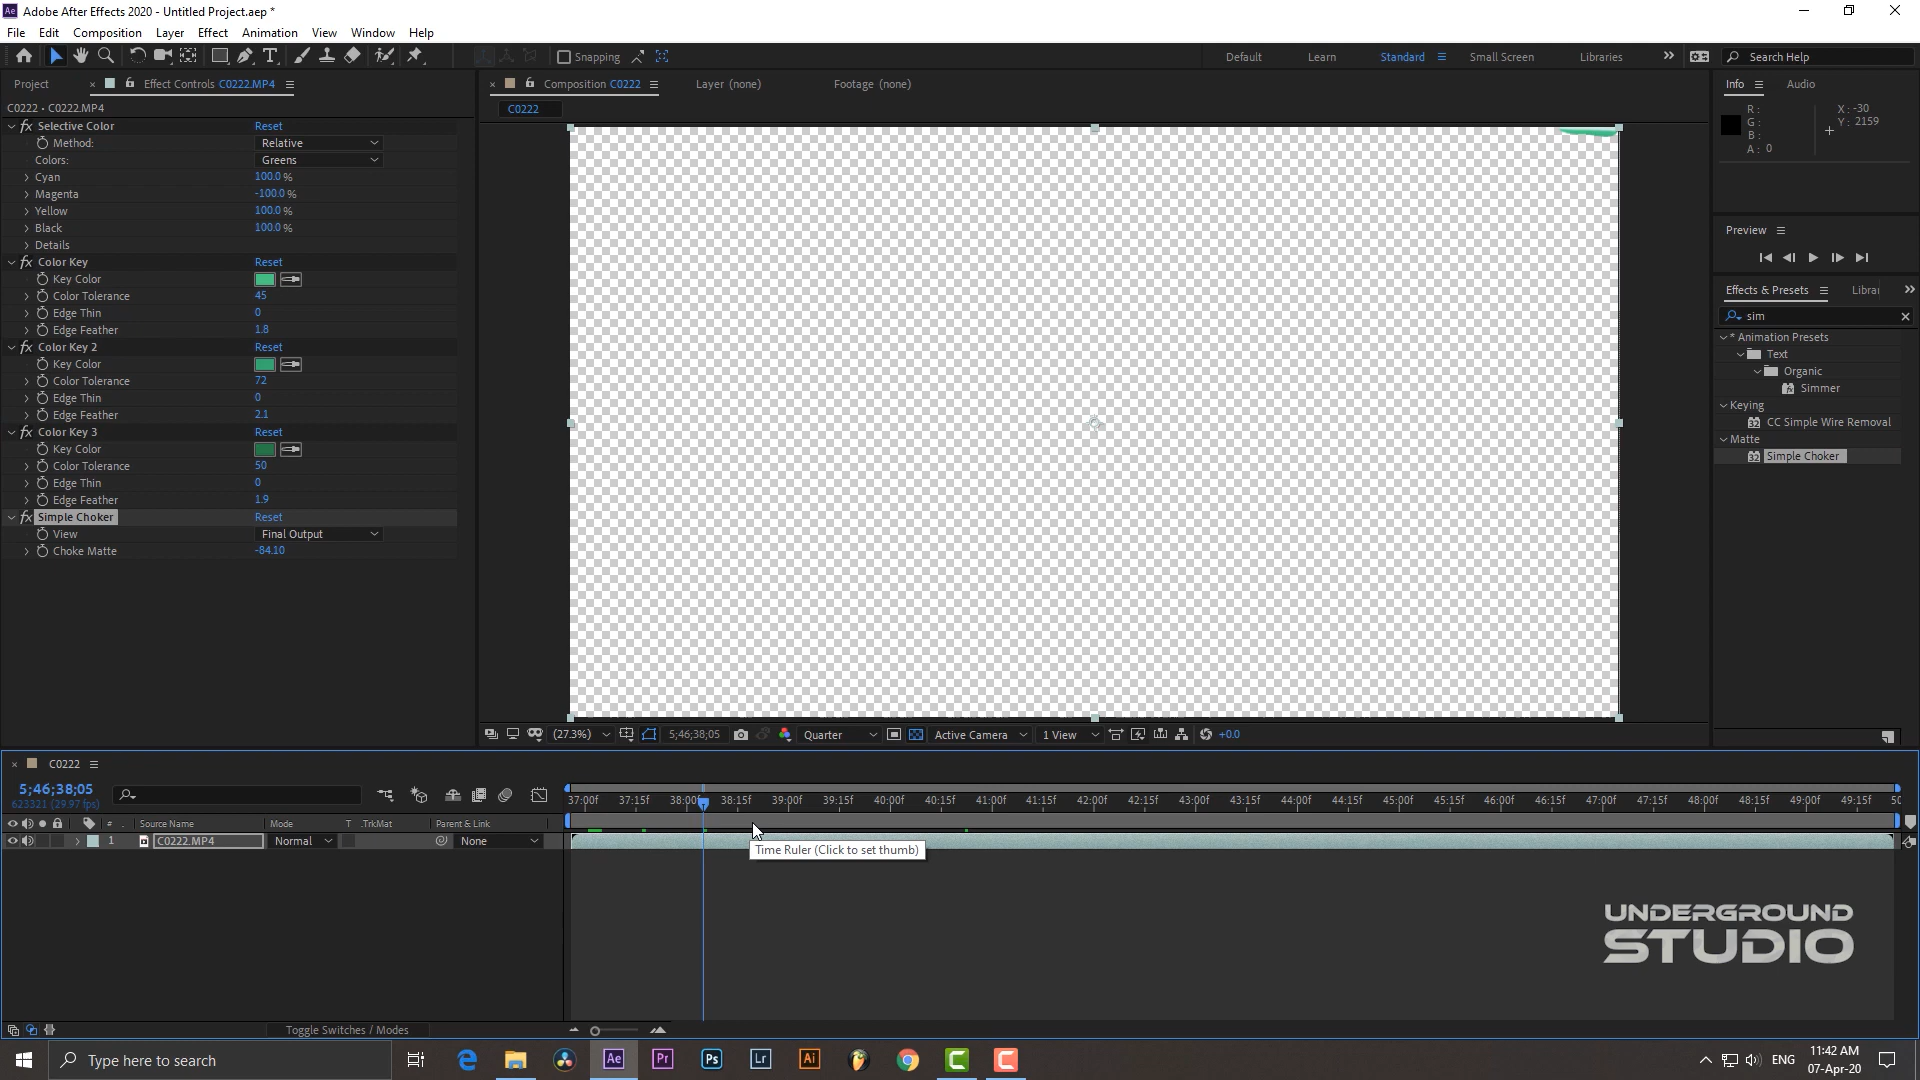 Adobe After Effects 2020 - Untitled Project.aep *
File Edit Composition Layer Effect Animation View Window Help
Snapping Default Learn Standard Small Screen Libraries Search Help
Project Effect Controls C0222.MP4 Composition C0222 Layer (none) Footage (none) Info Audio
C0222 • C0222.MP4
C0222
R :
G :
B :
A : 0
X : -30
Y : 2159
Selective Color Reset
Method: Relative
Colors: Greens
Cyan 100.0 %
Magenta -100.0 %
Yellow 100.0 %
Black 100.0 %
Details
Color Key Reset
Key Color
Color Tolerance 45
Edge Thin 0
Edge Feather 1.8
Color Key 2 Reset
Key Color
Color Tolerance 72
Edge Thin 0
Edge Feather 2.1
Color Key 3 Reset
Key Color
Color Tolerance 50
Edge Thin 0
Edge Feather 1.9
Simple Choker Reset
View Final Output
Choke Matte -84.10
Preview
Effects & Presets Librar
sim
* Animation Presets
Text
Organic
Simmer
Keying
CC Simple Wire Removal
Matte
Simple Choker
(27.3%) 5;46;38;05 Quarter Active Camera 1 View +0.0
C0222
5;46;38;05
623321 (29.97 fps)
37:00f 37:15f 38:00f 38:15f 39:00f 39:15f 40:00f 40:15f 41:00f 41:15f 42:00f 42:15f 43:00f 43:15f 44:00f 44:15f 45:00f 45:15f 46:00f 46:15f 47:00f 47:15f 48:00f 48:15f 49:00f 49:15f 50
# . Source Name Mode T .TrkMat Parent & Link
1 C0222.MP4 Normal None
Time Ruler (Click to set thumb)
UNDERGROUND
STUDIO
Toggle Switches / Modes
Type here to search
Ae Pr Ps Lr Ai
ENG 11:42 AM
07-Apr-20